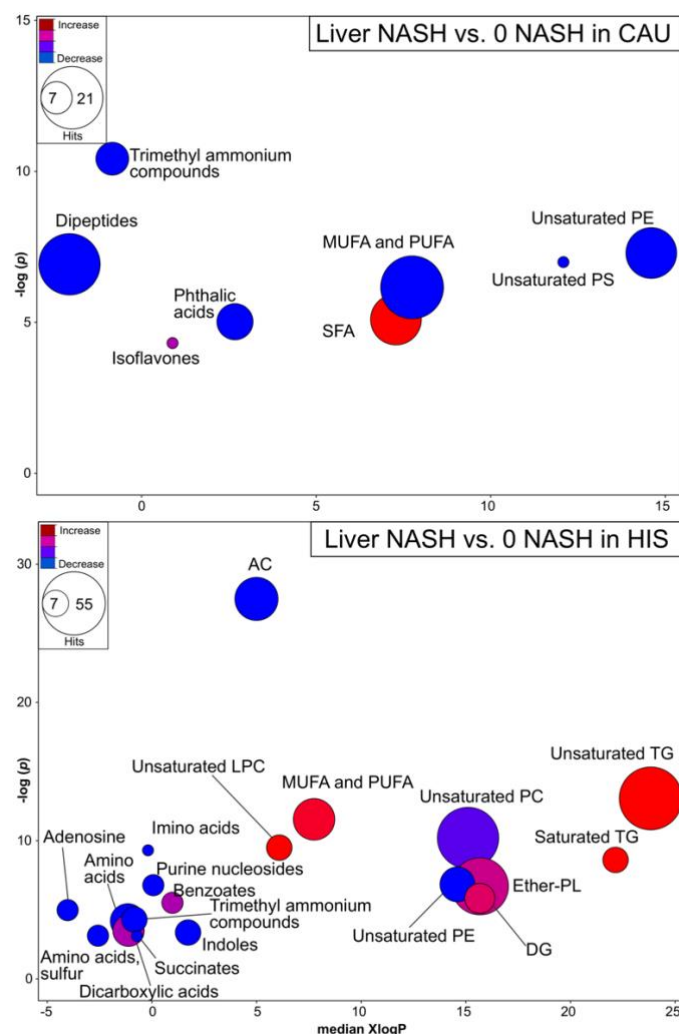 Liver NASH vs. 0 NASH in CAU
Increase
Decrease
7 21
Hits
15
10
5
0
-log (p)
Trimethyl ammonium
compounds
Dipeptides
Unsaturated PE
MUFA and PUFA
Unsaturated PS
Phthalic
acids
SFA
Isoflavones
0 5 10 15
Liver NASH vs. 0 NASH in HIS
Increase
Decrease
7 55
Hits
30
20
10
0
-log (p)
AC
Unsaturated TG
Unsaturated LPC
MUFA and PUFA
Unsaturated PC
Saturated TG
Adenosine
Imino acids
Amino
acids
Purine nucleosides
Benzoates
Ether-PL
Trimethyl ammonium
compounds
Unsaturated PE
DG
Indoles
Amino acids,
sulfur
Succinates
Dicarboxylic acids
-5 0 5 10 15 20 25
median XlogP